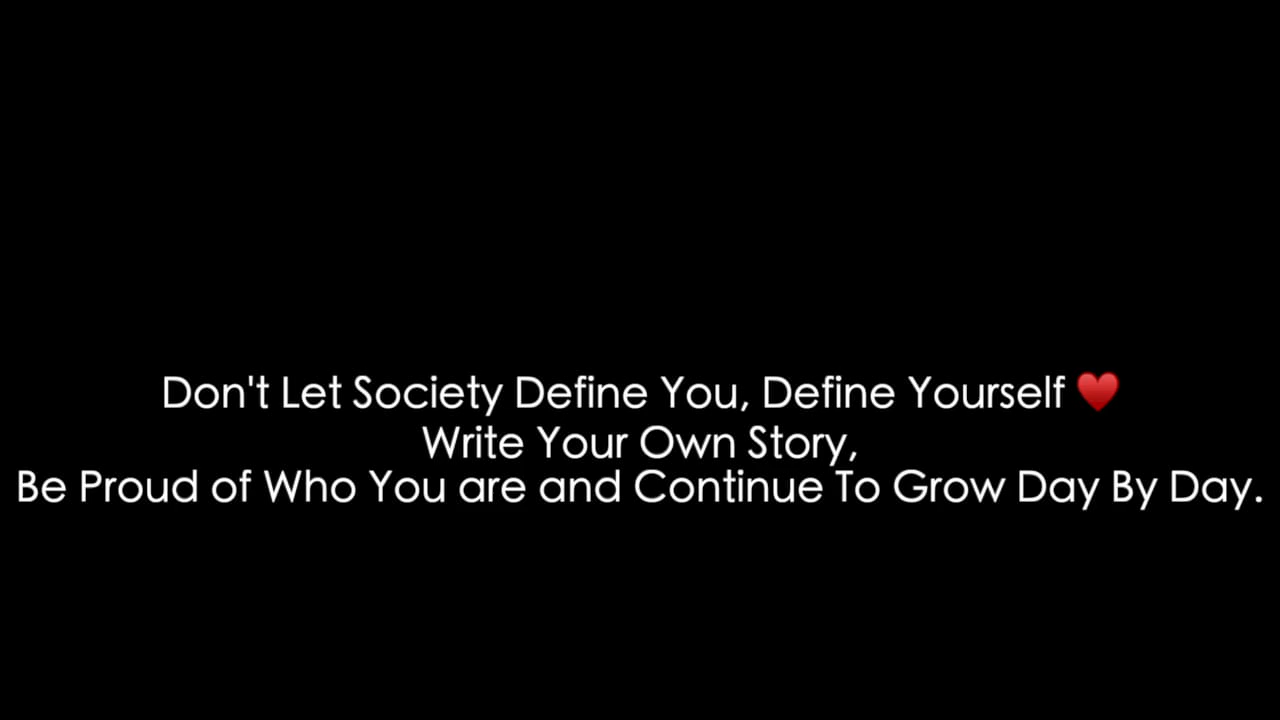 Don't Let Society Define You, Define Yourself ♥️
Write Your Own Story,
Be Proud of Who You are and Continue To Grow Day By Day.